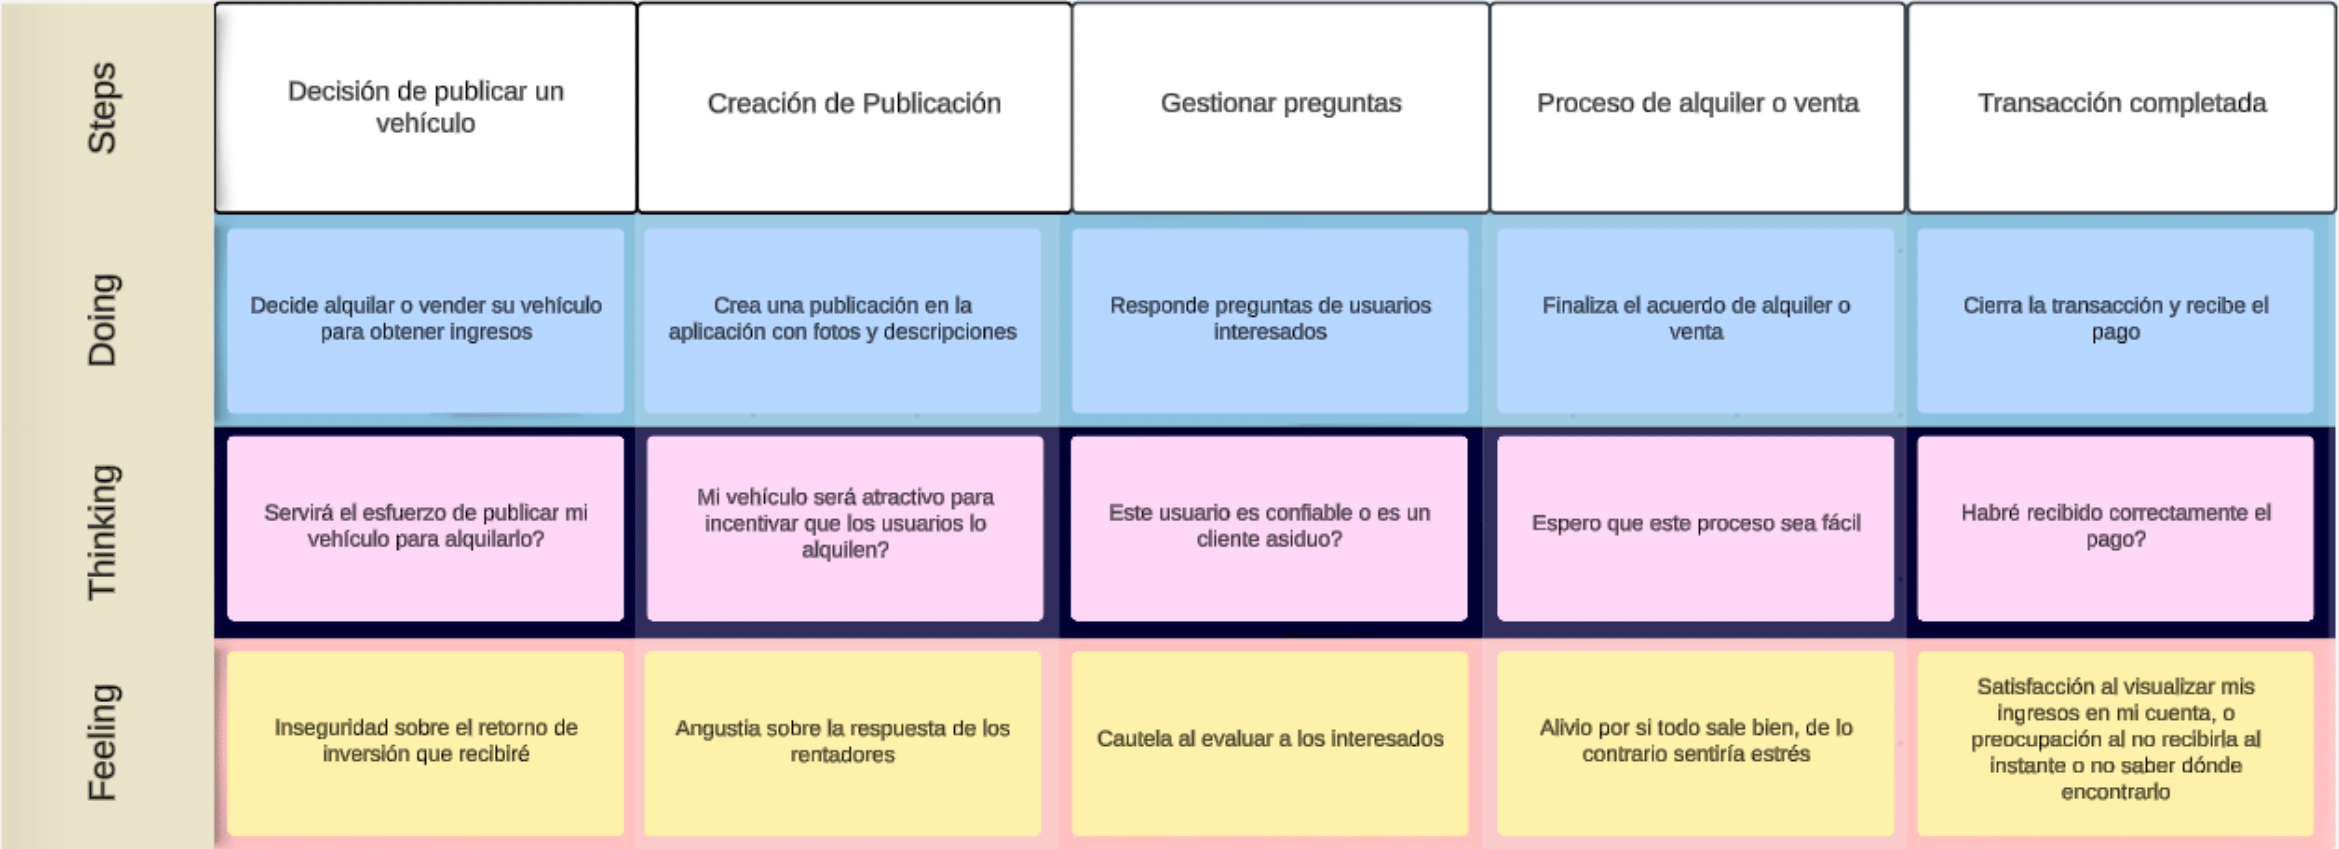 Steps
Decisión de publicar un
vehículo
Creación de Publicación
Gestionar preguntas
Proceso de alquiler o venta
Transacción completada
Doing
Decide alquilar o vender su vehículo
para obtener ingresos
Crea una publicación en la
aplicación con fotos y descripciones
Responde preguntas de usuarios
interesados
Finaliza el acuerdo de alquiler o
venta
Cierra la transacción y recibe el
pago
Thinking
Servirá el esfuerzo de publicar mi
vehículo para alquilarlo?
Mi vehículo será atractivo para
incentivar que los usuarios lo
alquilen?
Este usuario es confiable o es un
cliente asiduo?
Espero que este proceso sea fácil
Habré recibido correctamente el
pago?
Feeling
Inseguridad sobre el retorno de
inversión que recibiré
Angustia sobre la respuesta de los
rentadores
Cautela al evaluar a los interesados
Alivio por si todo sale bien, de lo
contrario sentiría estrés
Satisfacción al visualizar mis
ingresos en mi cuenta, o
preocupación al no recibirla al
instante o no saber dónde
encontrarlo